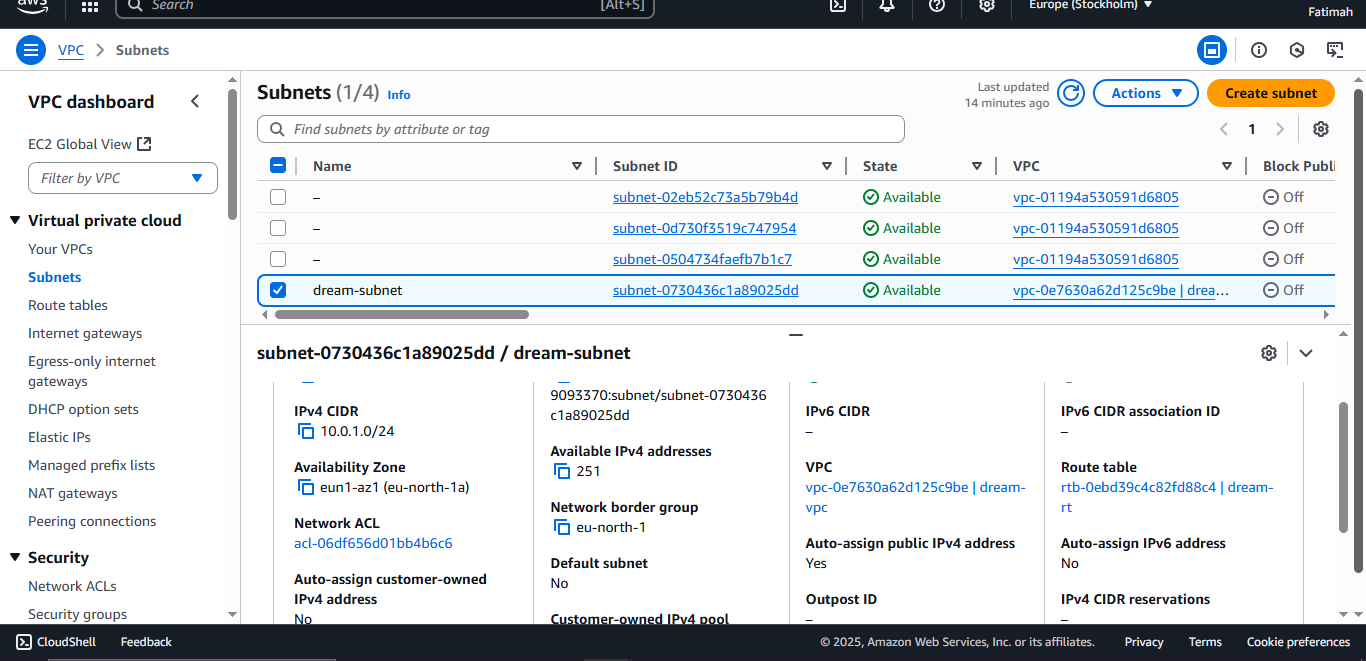 aws
Search
[Alt+S]
Europe (Stockholm)
Fatimah
VPC
Subnets
VPC dashboard
EC2 Global View
Filter by VPC
Virtual private cloud
Your VPCs
Subnets
Route tables
Internet gateways
Egress-only internet
gateways
DHCP option sets
Elastic IPs
Managed prefix lists
NAT gateways
Peering connections
Security
Network ACLs
Security groups
Subnets (1/4) Info
Last updated
14 minutes ago
Actions
Create subnet
Find subnets by attribute or tag
1
Name Subnet ID State VPC Block Publi
– subnet-02eb52c73a5b79b4d Available vpc-01194a530591d6805 Off
– subnet-0d730f3519c747954 Available vpc-01194a530591d6805 Off
– subnet-0504734faefb7b1c7 Available vpc-01194a530591d6805 Off
dream-subnet subnet-0730436c1a89025dd Available vpc-0e7630a62d125c9be | drea… Off
subnet-0730436c1a89025dd / dream-subnet
IPv4 CIDR
10.0.1.0/24
Availability Zone
eun1-az1 (eu-north-1a)
Network ACL
acl-06df656d01bb4b6c6
Auto-assign customer-owned
IPv4 address
No
9093370:subnet/subnet-0730436
c1a89025dd
Available IPv4 addresses
251
Network border group
eu-north-1
Default subnet
No
Customer-owned IPv4 pool
IPv6 CIDR
–
VPC
vpc-0e7630a62d125c9be | dream-
vpc
Auto-assign public IPv4 address
Yes
Outpost ID
–
IPv6 CIDR association ID
–
Route table
rtb-0ebd39c4c82fd88c4 | dream-
rt
Auto-assign IPv6 address
No
IPv4 CIDR reservations
–
CloudShell
Feedback
© 2025, Amazon Web Services, Inc. or its affiliates.
Privacy
Terms
Cookie preferences